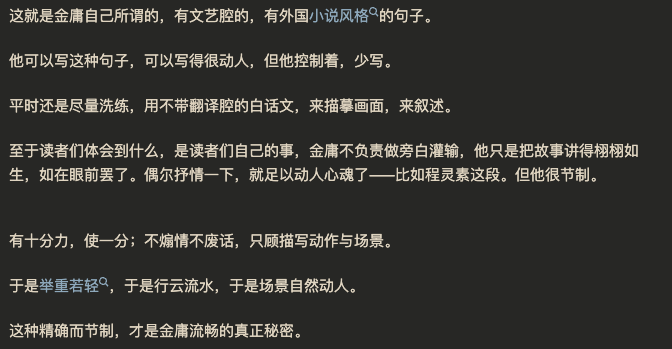 这就是金庸自己所谓的，有文艺腔的，有外国小说风格的句子。
他可以写这种句子，可以写得很动人，但他控制着，少写。
平时还是尽量洗练，用不带翻译腔的白话文，来描摹画面，来叙述。
至于读者们体会到什么，是读者们自己的事，金庸不负责做旁白灌输，他只是把故事讲得栩栩如
生，如在眼前罢了。偶尔抒情一下，就足以动人心魂了——比如程灵素这段。但他很节制。
有十分力，使一分；不煽情不废话，只顾描写动作与场景。
于是举重若轻，于是行云流水，于是场景自然动人。
这种精确而节制，才是金庸流畅的真正秘密。